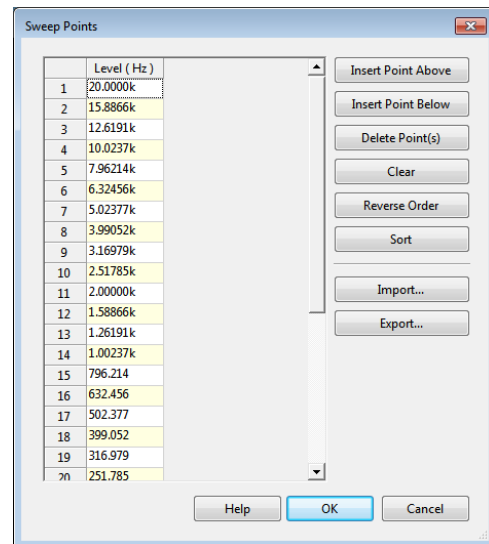 Sweep Points
Level ( Hz )
1 20.0000k
2 15.8866k
3 12.6191k
4 10.0237k
5 7.96214k
6 6.32456k
7 5.02377k
8 3.99052k
9 3.16979k
10 2.51785k
11 2.00000k
12 1.58866k
13 1.26191k
14 1.00237k
15 796.214
16 632.456
17 502.377
18 399.052
19 316.979
20 251.785
Insert Point Above
Insert Point Below
Delete Point(s)
Clear
Reverse Order
Sort
Import...
Export...
Help
OK
Cancel